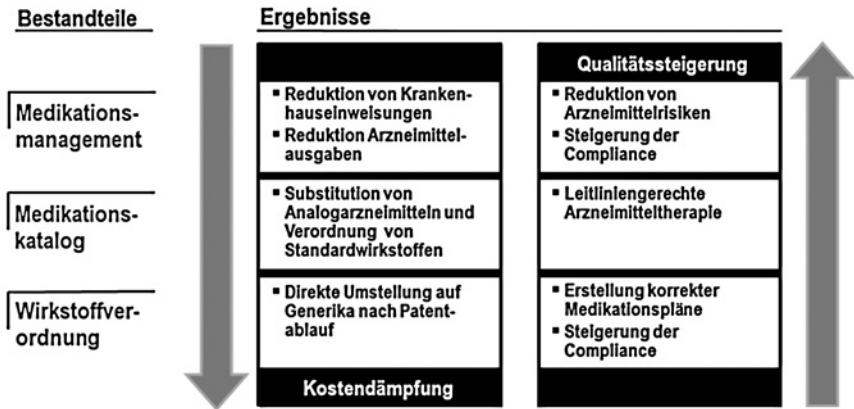 Bestandteile
Ergebnisse
Qualitätssteigerung
Medikations-
management
▪ Reduktion von Kranken-
hauseinweisungen
▪ Reduktion Arzneimittel-
ausgaben
▪ Reduktion von
Arzneimittelrisiken
▪ Steigerung der
Compliance
Medikations-
katalog
▪ Substitution von
Analogarzneimitteln und
Verordnung von
Standardwirkstoffen
▪ Leitliniengerechte
Arzneimitteltherapie
Wirkstoffver-
ordnung
▪ Direkte Umstellung auf
Generika nach Patent-
ablauf
▪ Erstellung korrekter
Medikationspläne
▪ Steigerung der
Compliance
Kostendämpfung